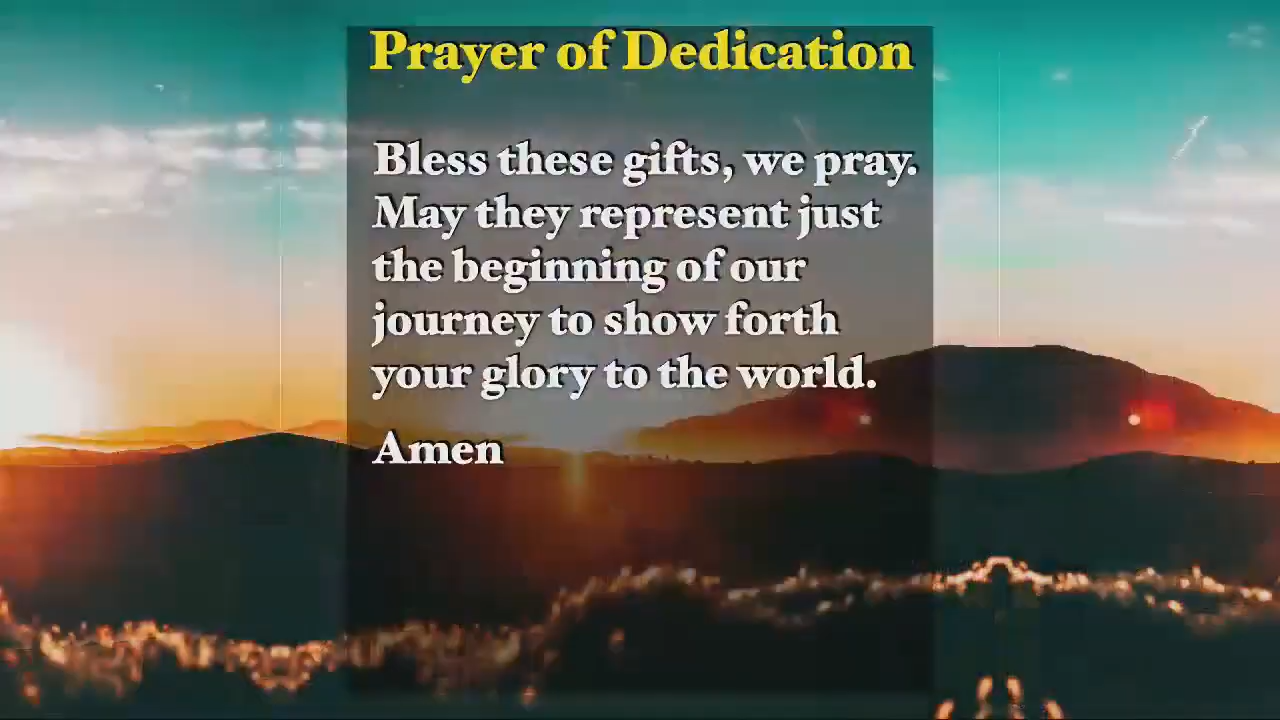 Prayer of Dedication
Bless these gifts, we pray.
May they represent just
the beginning of our
journey to show forth
your glory to the world.
Amen